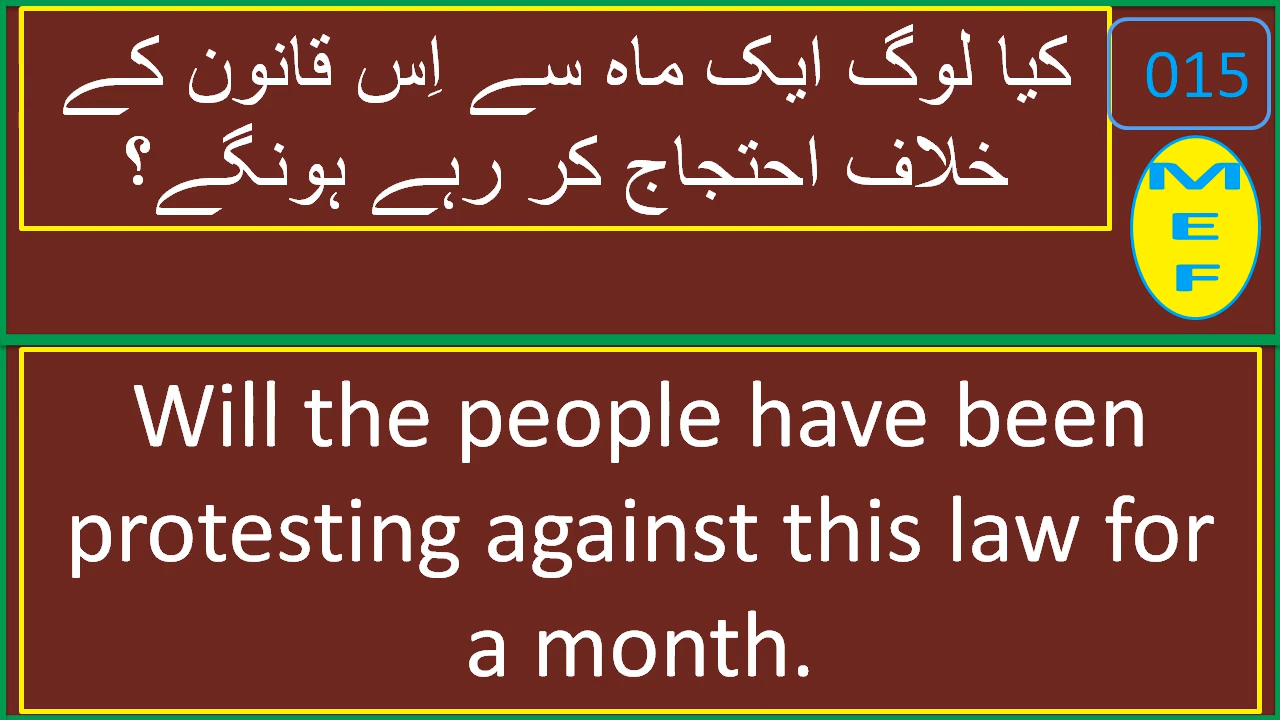 کیا لوگ ایک ماہ سے اِس قانون کے
خلاف احتجاج کر رہے ہونگے؟
015
M
E
F
Will the people have been
protesting against this law for
a month.